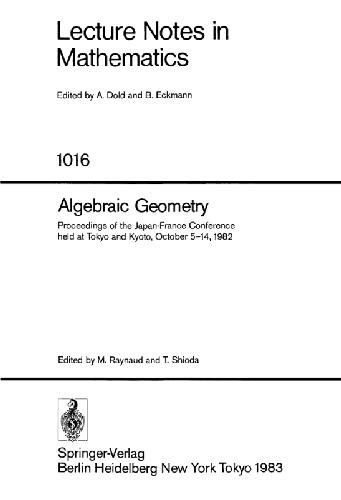 Lecture Notes in
Mathematics
Edited by A. Dold and B. Eckmann
1016
Algebraic Geometry
Proceedings of the Japan-France Conference
held at Tokyo and Kyoto, October 5–14, 1982
Edited by M. Raynaud and T. Shioda
Springer-Verlag
Berlin Heidelberg New York Tokyo 1983